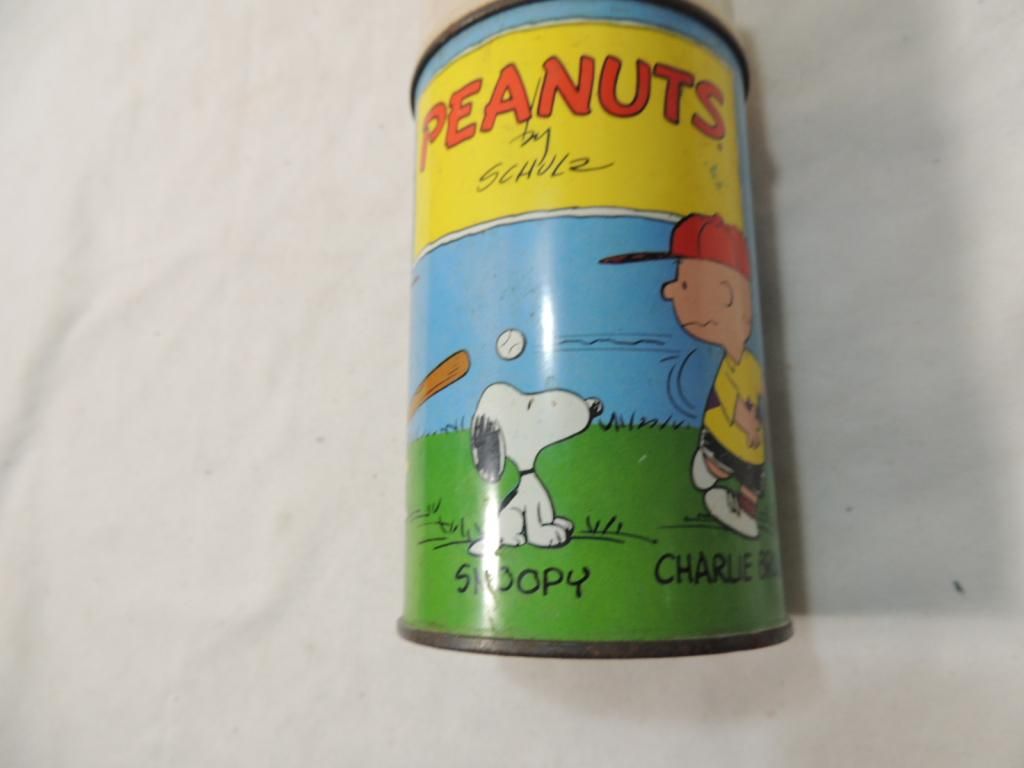 PEANUTS
by
SCHULZ
SNOOPY
CHARLIE